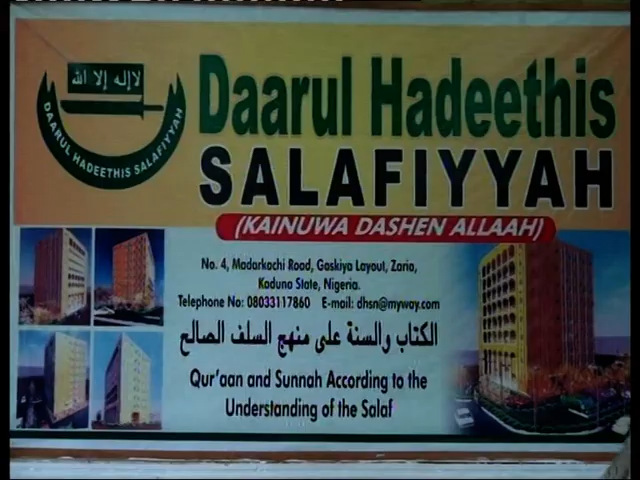 لا إله إلا الله
DAARUL HADEETHIS SALAFIYYAH
Daarul Hadeethis
SALAFIYYAH
(KAINUWA DASHEN ALLAAH)
No. 4, Madarkachi Road, Gaskiya Layout, Zaria,
Kaduna State, Nigeria.
Telephone No: 08033117860 E-mail: dhsn@myway.com
الكتاب والسنة على منهج السلف الصالح
Qur'aan and Sunnah According to the
Understanding of the Salaf